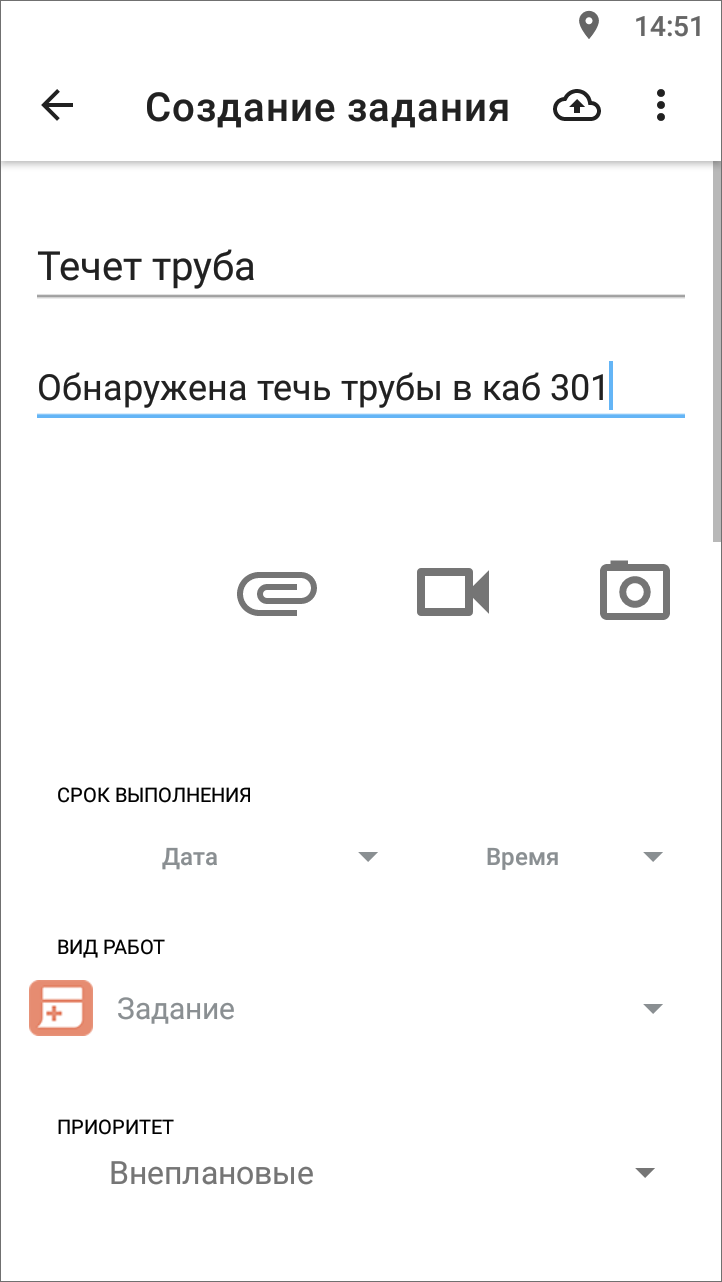 14:51
Создание задания
Течет труба
Обнаружена течь трубы в каб 301
СРОК ВЫПОЛНЕНИЯ
Дата Время
ВИД РАБОТ
Задание
ПРИОРИТЕТ
Внеплановые